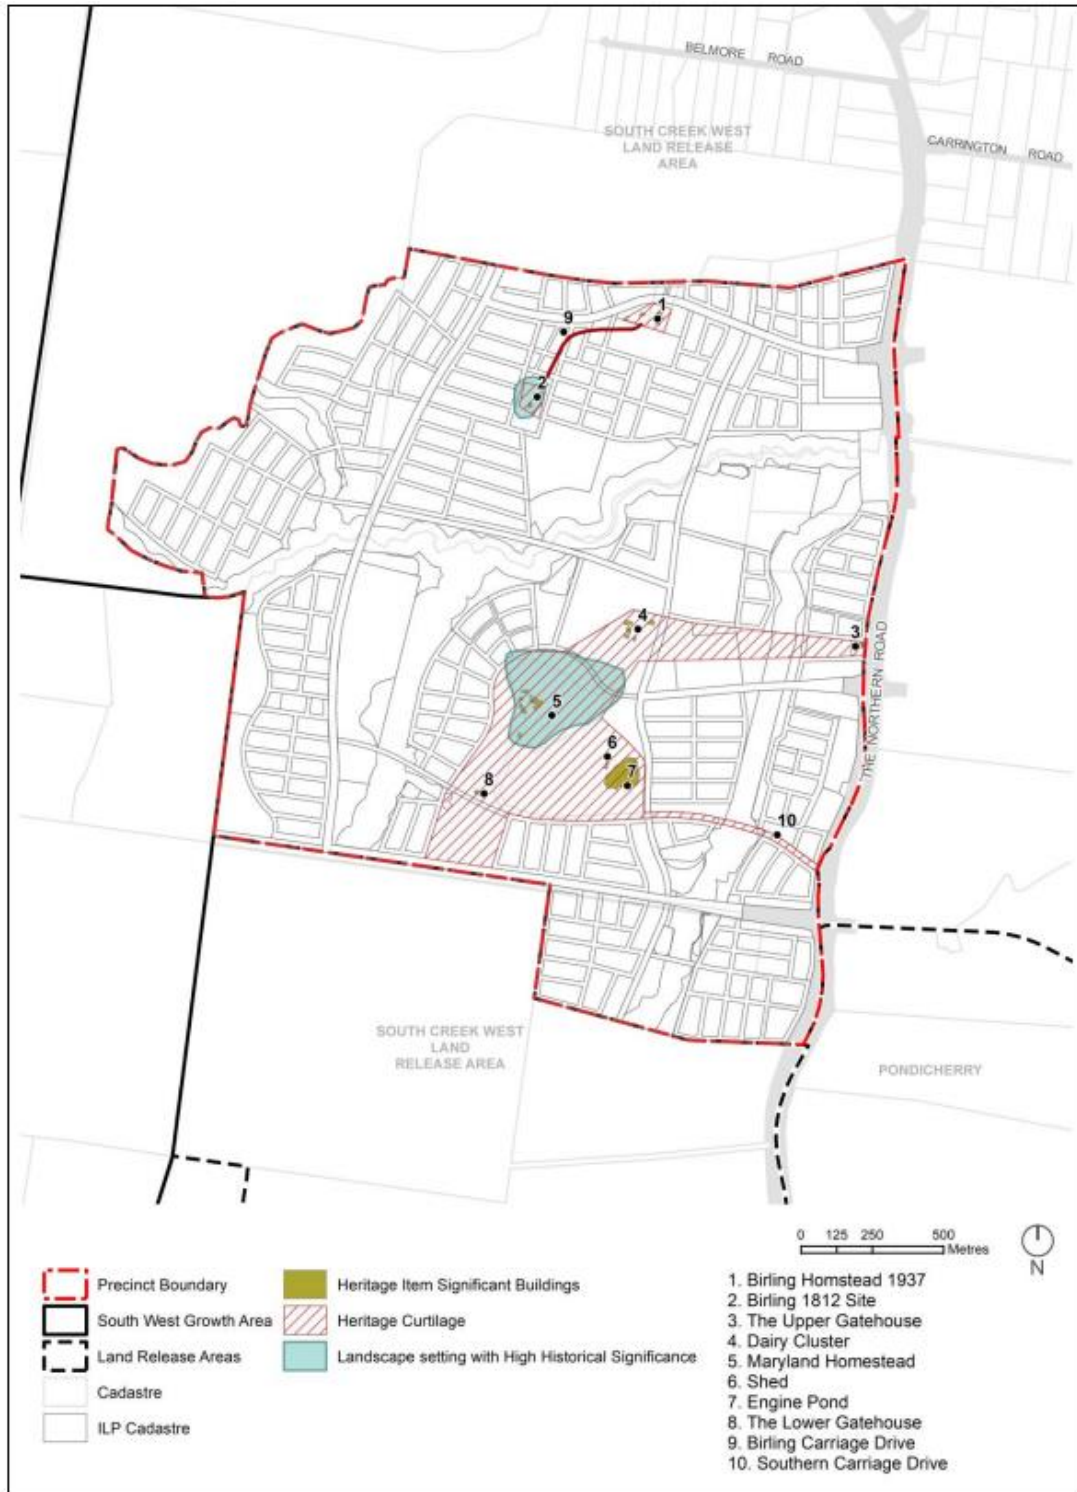 BELMORE ROAD
SOUTH CREEK WEST
LAND RELEASE
AREA
CARRINGTON ROAD
1
9
2
4
3
THE NORTHERN ROAD
5
6
7
8
10
SOUTH CREEK WEST
LAND
RELEASE AREA
PONDICHERRY
0 125 250 500
Metres
N
Precinct Boundary
South West Growth Area
Land Release Areas
Cadastre
ILP Cadastre
Heritage Item Significant Buildings
Heritage Curtilage
Landscape setting with High Historical Significance
1. Birling Homstead 1937
2. Birling 1812 Site
3. The Upper Gatehouse
4. Dairy Cluster
5. Maryland Homestead
6. Shed
7. Engine Pond
8. The Lower Gatehouse
9. Birling Carriage Drive
10. Southern Carriage Drive